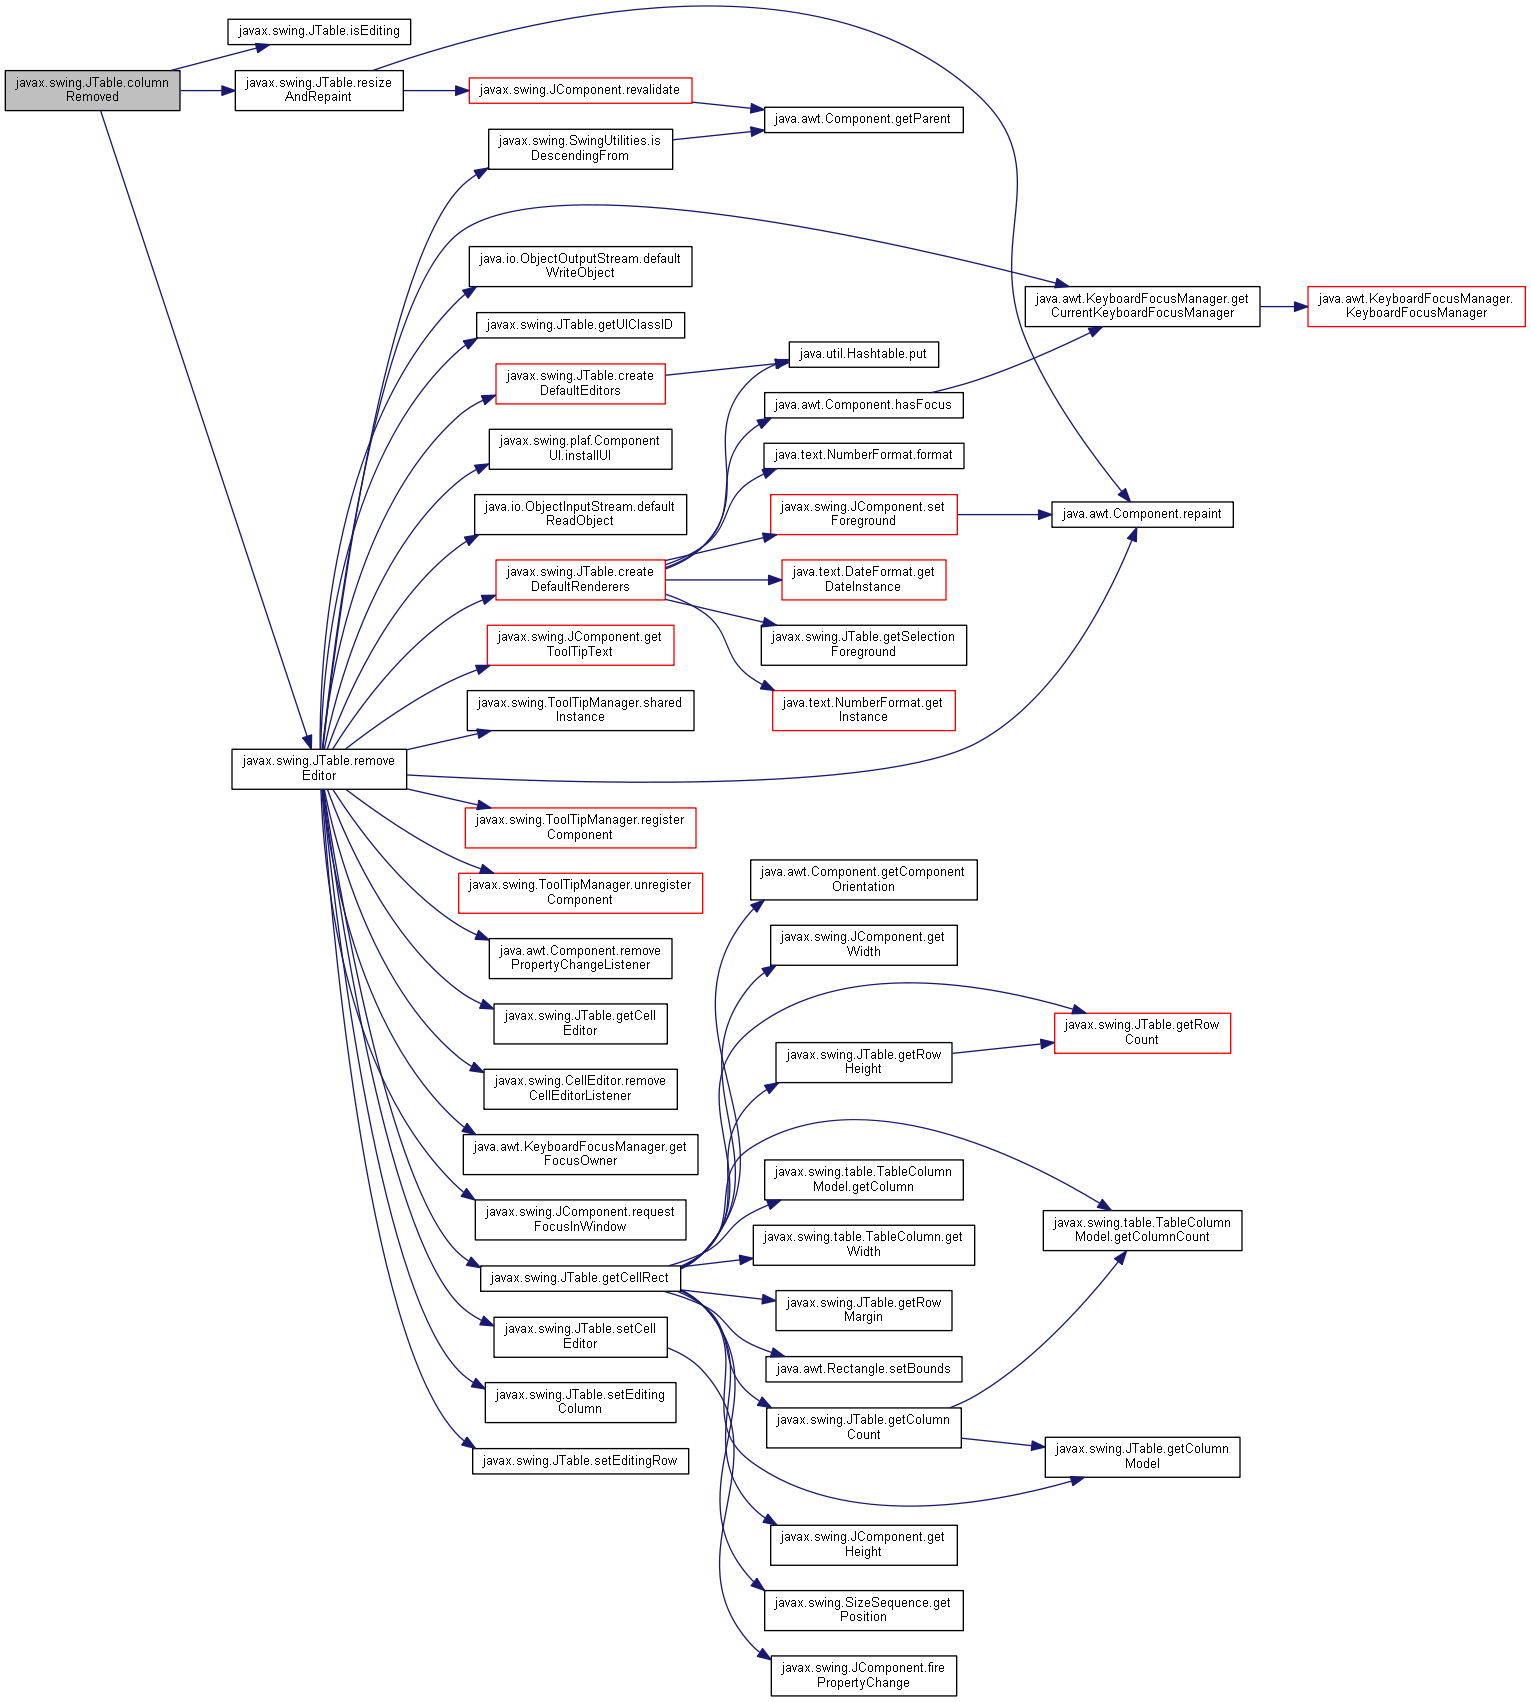 javax.swing.JTable.isEditing
javax.swing.JTable.column
Removed
javax.swing.JTable.resize
AndRepaint
javax.swing.JComponent.revalidate
java.awt.Component.getParent
javax.swing.SwingUtilities.is
DescendingFrom
java.io.ObjectOutputStream.default
WriteObject
java.awt.KeyboardFocusManager.get
CurrentKeyboardFocusManager
java.awt.KeyboardFocusManager.
KeyboardFocusManager
javax.swing.JTable.getUIClassID
java.util.Hashtable.put
javax.swing.JTable.create
DefaultEditors
java.awt.Component.hasFocus
javax.swing.plaf.Component
UI.installUI
java.text.NumberFormat.format
java.io.ObjectInputStream.default
ReadObject
javax.swing.JComponent.set
Foreground
java.awt.Component.repaint
javax.swing.JTable.create
DefaultRenderers
java.text.DateFormat.get
DateInstance
javax.swing.JComponent.get
ToolTipText
javax.swing.JTable.getSelection
Foreground
javax.swing.ToolTipManager.shared
Instance
java.text.NumberFormat.get
Instance
javax.swing.JTable.remove
Editor
javax.swing.ToolTipManager.register
Component
javax.swing.ToolTipManager.unregister
Component
java.awt.Component.getComponent
Orientation
java.awt.Component.remove
PropertyChangeListener
javax.swing.JComponent.get
Width
javax.swing.JTable.getCell
Editor
javax.swing.JTable.getRow
Count
javax.swing.JTable.getRow
Height
javax.swing.CellEditor.remove
CellEditorListener
java.awt.KeyboardFocusManager.get
FocusOwner
javax.swing.table.TableColumn
Model.getColumn
javax.swing.JComponent.request
FocusInWindow
javax.swing.table.TableColumn
Model.getColumnCount
javax.swing.table.TableColumn.get
Width
javax.swing.JTable.getCellRect
javax.swing.JTable.getRow
Margin
javax.swing.JTable.setCell
Editor
java.awt.Rectangle.setBounds
javax.swing.JTable.setEditing
Column
javax.swing.JTable.getColumn
Count
javax.swing.JTable.getColumn
Model
javax.swing.JTable.setEditingRow
javax.swing.JComponent.get
Height
javax.swing.SizeSequence.get
Position
javax.swing.JComponent.fire
PropertyChange